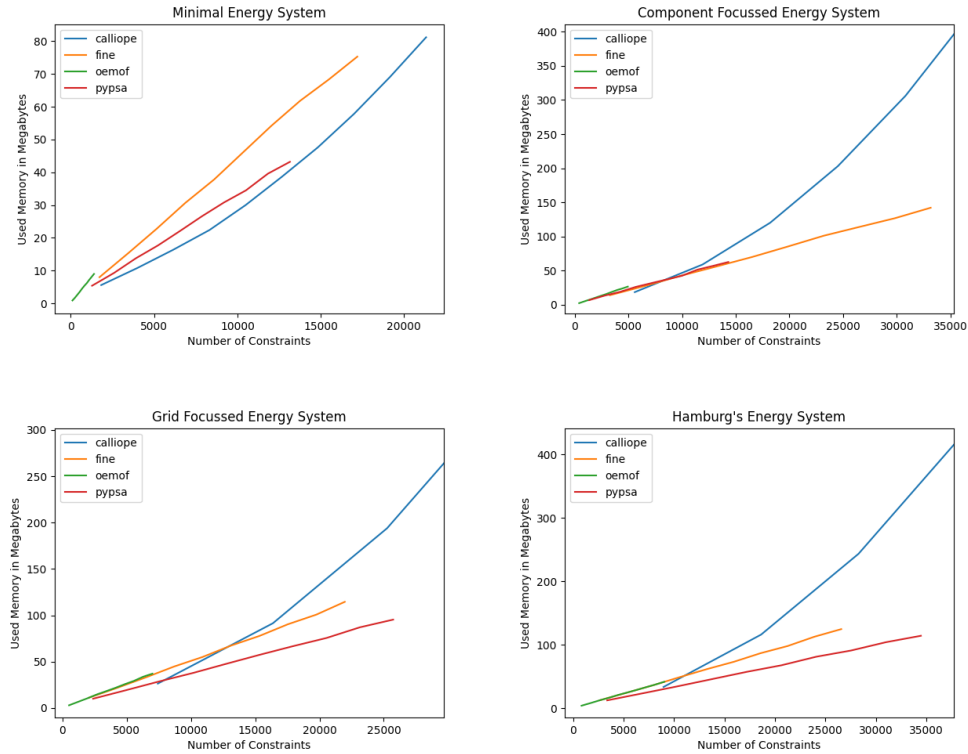 Minimal Energy System
calliope
fine
oemof
pypsa
80
70
60
50
40
30
20
10
0
Used Memory in Megabytes
0 5000 10000 15000 20000
Number of Constraints
Component Focussed Energy System
calliope
fine
oemof
pypsa
400
350
300
250
200
150
100
50
0
Used Memory in Megabytes
0 5000 10000 15000 20000 25000 30000 35000
Number of Constraints
Grid Focussed Energy System
calliope
fine
oemof
pypsa
300
250
200
150
100
50
0
Used Memory in Megabytes
0 5000 10000 15000 20000 25000
Number of Constraints
Hamburg's Energy System
calliope
fine
oemof
pypsa
400
300
200
100
0
Used Memory in Megabytes
0 5000 10000 15000 20000 25000 30000 35000
Number of Constraints